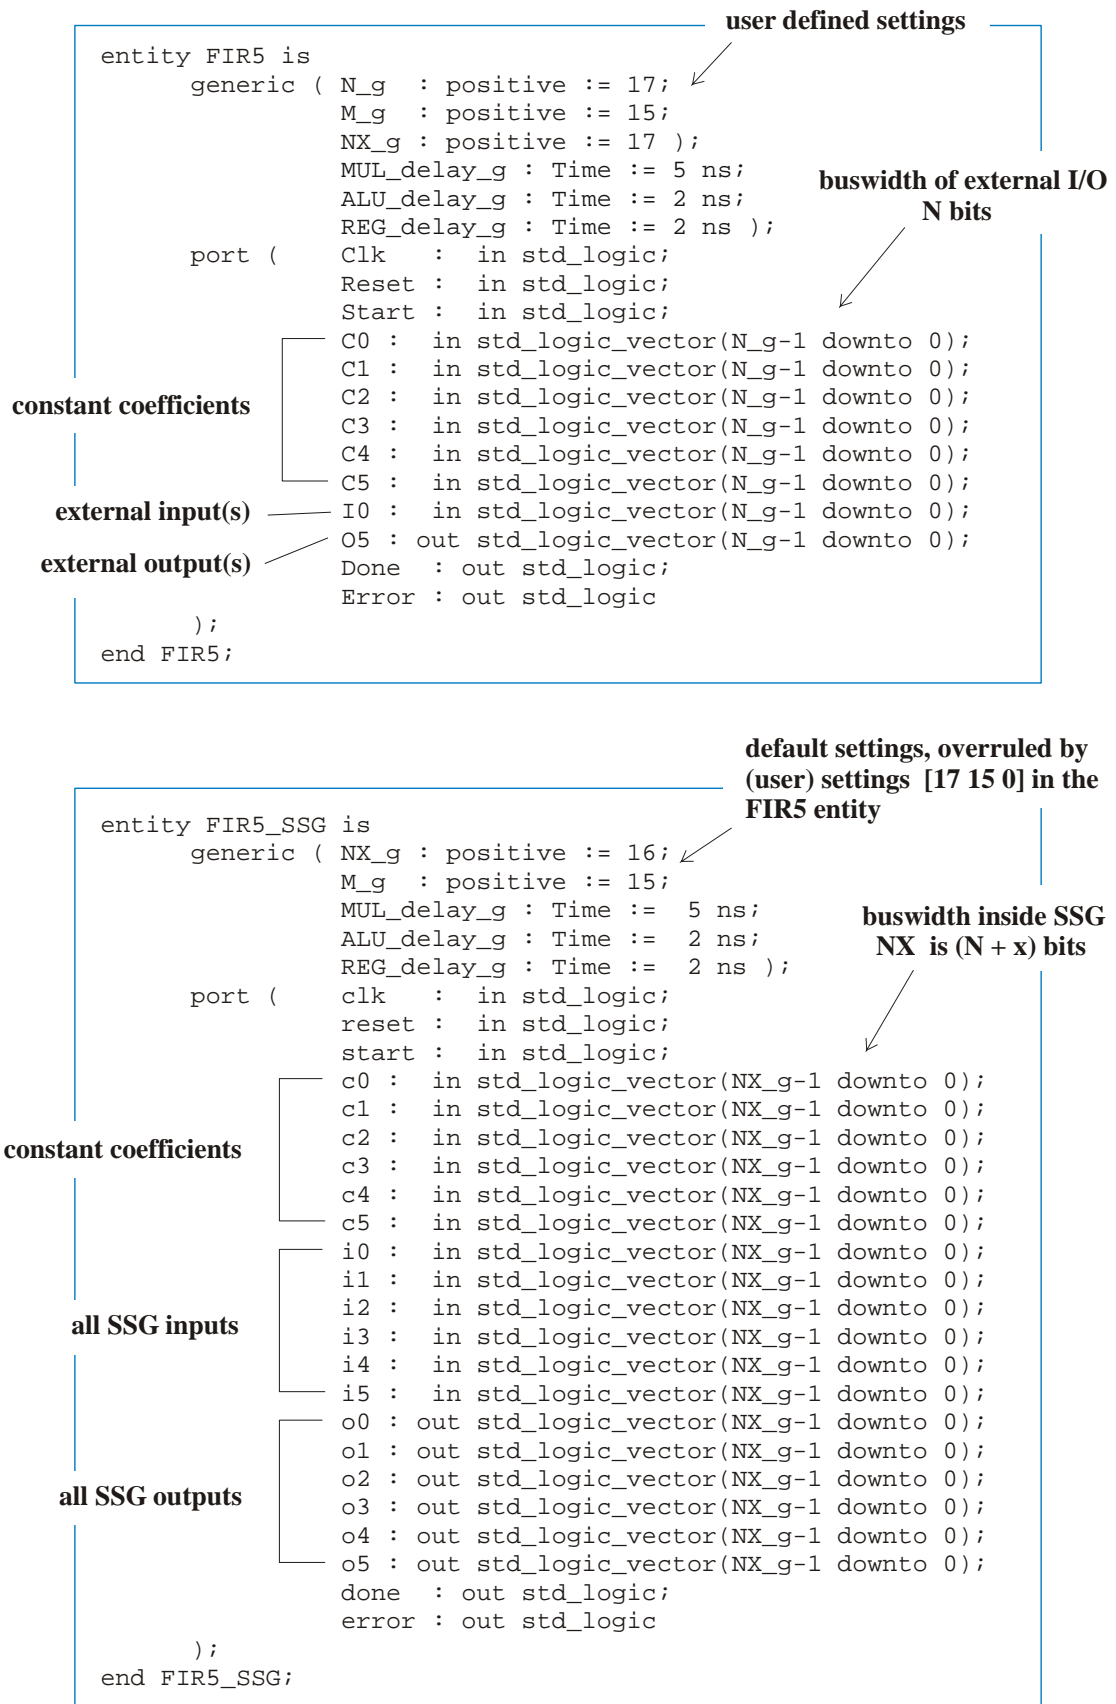 user defined settings
entity FIR5 is
generic ( N_g : positive := 17;
M_g : positive := 15;
NX_g : positive := 17 );
MUL_delay_g : Time := 5 ns;
ALU_delay_g : Time := 2 ns;
REG_delay_g : Time := 2 ns );
buswidth of external I/O
N bits
port ( Clk : in std_logic;
Reset : in std_logic;
Start : in std_logic;
C0 : in std_logic_vector(N_g-1 downto 0);
C1 : in std_logic_vector(N_g-1 downto 0);
C2 : in std_logic_vector(N_g-1 downto 0);
constant coefficients
C3 : in std_logic_vector(N_g-1 downto 0);
C4 : in std_logic_vector(N_g-1 downto 0);
C5 : in std_logic_vector(N_g-1 downto 0);
external input(s)
I0 : in std_logic_vector(N_g-1 downto 0);
O5 : out std_logic_vector(N_g-1 downto 0);
external output(s)
Done : out std_logic;
Error : out std_logic
);
end FIR5;
default settings, overruled by
(user) settings [17 15 0] in the
FIR5 entity
entity FIR5_SSG is
generic ( NX_g : positive := 16;
M_g : positive := 15;
MUL_delay_g : Time := 5 ns;
ALU_delay_g : Time := 2 ns;
REG_delay_g : Time := 2 ns );
buswidth inside SSG
NX is (N + x) bits
port ( clk : in std_logic;
reset : in std_logic;
start : in std_logic;
c0 : in std_logic_vector(NX_g-1 downto 0);
c1 : in std_logic_vector(NX_g-1 downto 0);
c2 : in std_logic_vector(NX_g-1 downto 0);
constant coefficients
c3 : in std_logic_vector(NX_g-1 downto 0);
c4 : in std_logic_vector(NX_g-1 downto 0);
c5 : in std_logic_vector(NX_g-1 downto 0);
i0 : in std_logic_vector(NX_g-1 downto 0);
i1 : in std_logic_vector(NX_g-1 downto 0);
i2 : in std_logic_vector(NX_g-1 downto 0);
all SSG inputs
i3 : in std_logic_vector(NX_g-1 downto 0);
i4 : in std_logic_vector(NX_g-1 downto 0);
i5 : in std_logic_vector(NX_g-1 downto 0);
o0 : out std_logic_vector(NX_g-1 downto 0);
o1 : out std_logic_vector(NX_g-1 downto 0);
o2 : out std_logic_vector(NX_g-1 downto 0);
all SSG outputs
o3 : out std_logic_vector(NX_g-1 downto 0);
o4 : out std_logic_vector(NX_g-1 downto 0);
o5 : out std_logic_vector(NX_g-1 downto 0);
done : out std_logic;
error : out std_logic
);
end FIR5_SSG;